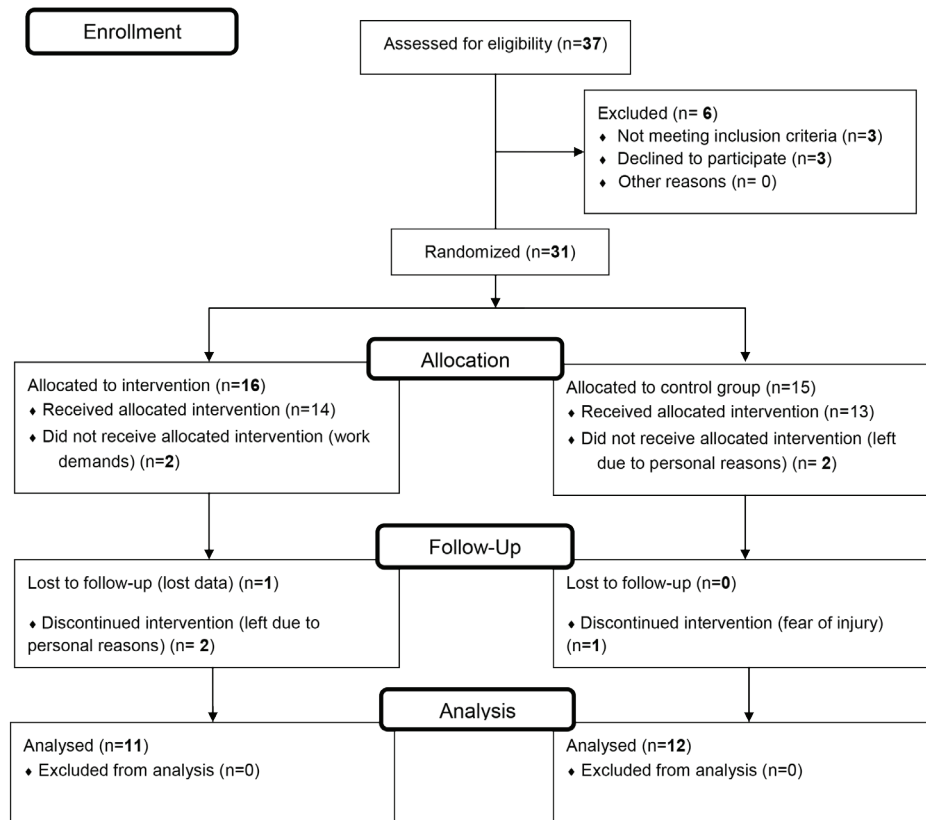 Enrollment
Assessed for eligibility (n=37)
Excluded (n= 6)
♦ Not meeting inclusion criteria (n=3)
♦ Declined to participate (n=3)
♦ Other reasons (n= 0)
Randomized (n=31)
Allocation
Allocated to intervention (n=16)
♦ Received allocated intervention (n=14)
♦ Did not receive allocated intervention (work
demands) (n=2)
Allocated to control group (n=15)
♦ Received allocated intervention (n=13)
♦ Did not receive allocated intervention (left
due to personal reasons) (n= 2)
Follow-Up
Lost to follow-up (lost data) (n=1)
♦ Discontinued intervention (left due to
personal reasons) (n= 2)
Lost to follow-up (n=0)
♦ Discontinued intervention (fear of injury)
(n=1)
Analysis
Analysed (n=11)
♦ Excluded from analysis (n=0)
Analysed (n=12)
♦ Excluded from analysis (n=0)